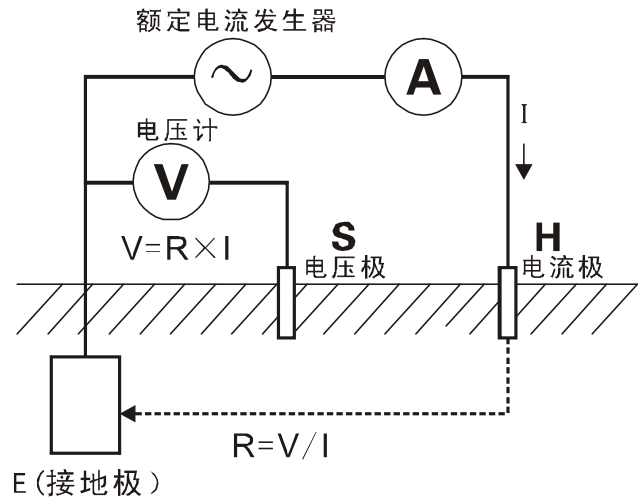 额定电流发生器
A
I
电压计
V
V=R×I
S
H
电压极
电流极
R=V/I
E(接地极)